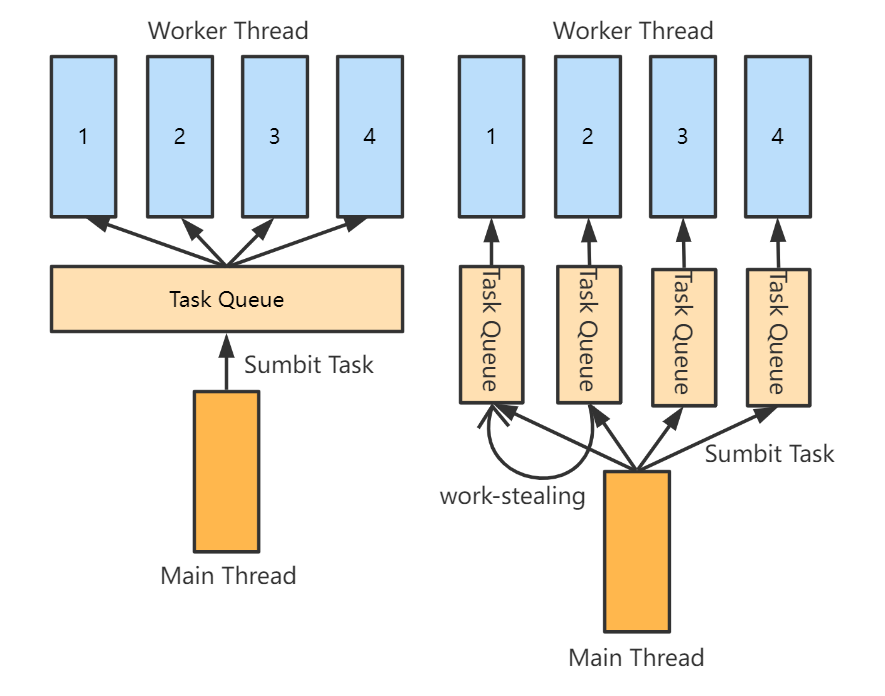 Worker Thread
1
2
3
4
Task Queue
Sumbit Task
Main Thread
Worker Thread
1
2
3
4
Task Queue
Task Queue
Task Queue
Task Queue
Sumbit Task
work-stealing
Main Thread